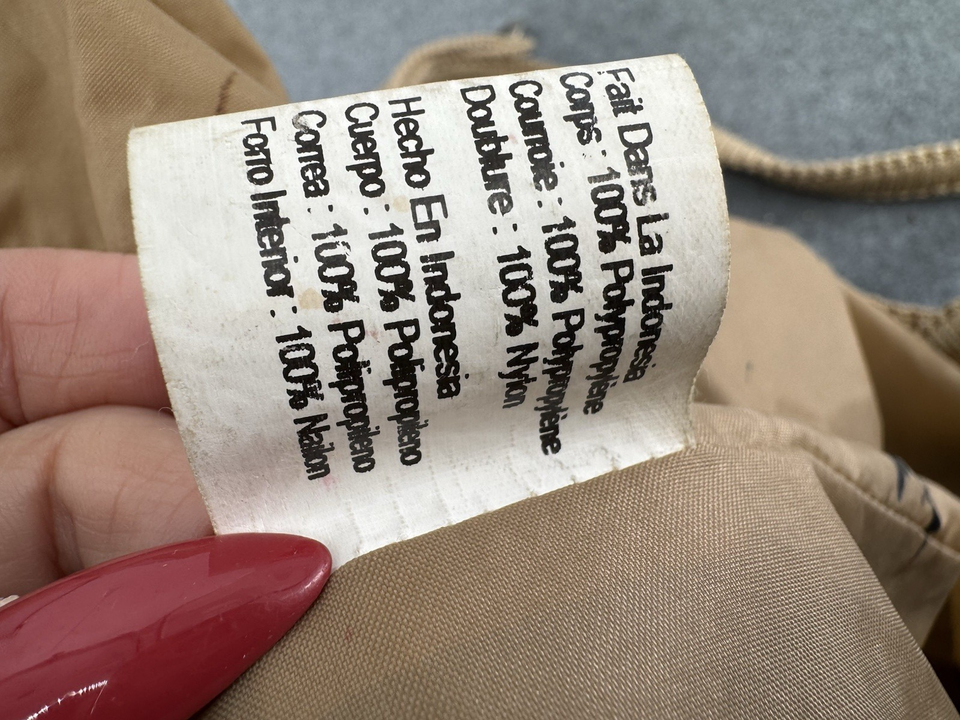 Fait Dans La Indonesia
Corps : 100% Polypropylene
Courroie : 100% Polypropylene
Doublure : 100% Nylon
Hecho En Indonesia
Cuerpo : 100% Polipropileno
Correa : 100% Polipropileno
Forro Interior : 100% Nailon